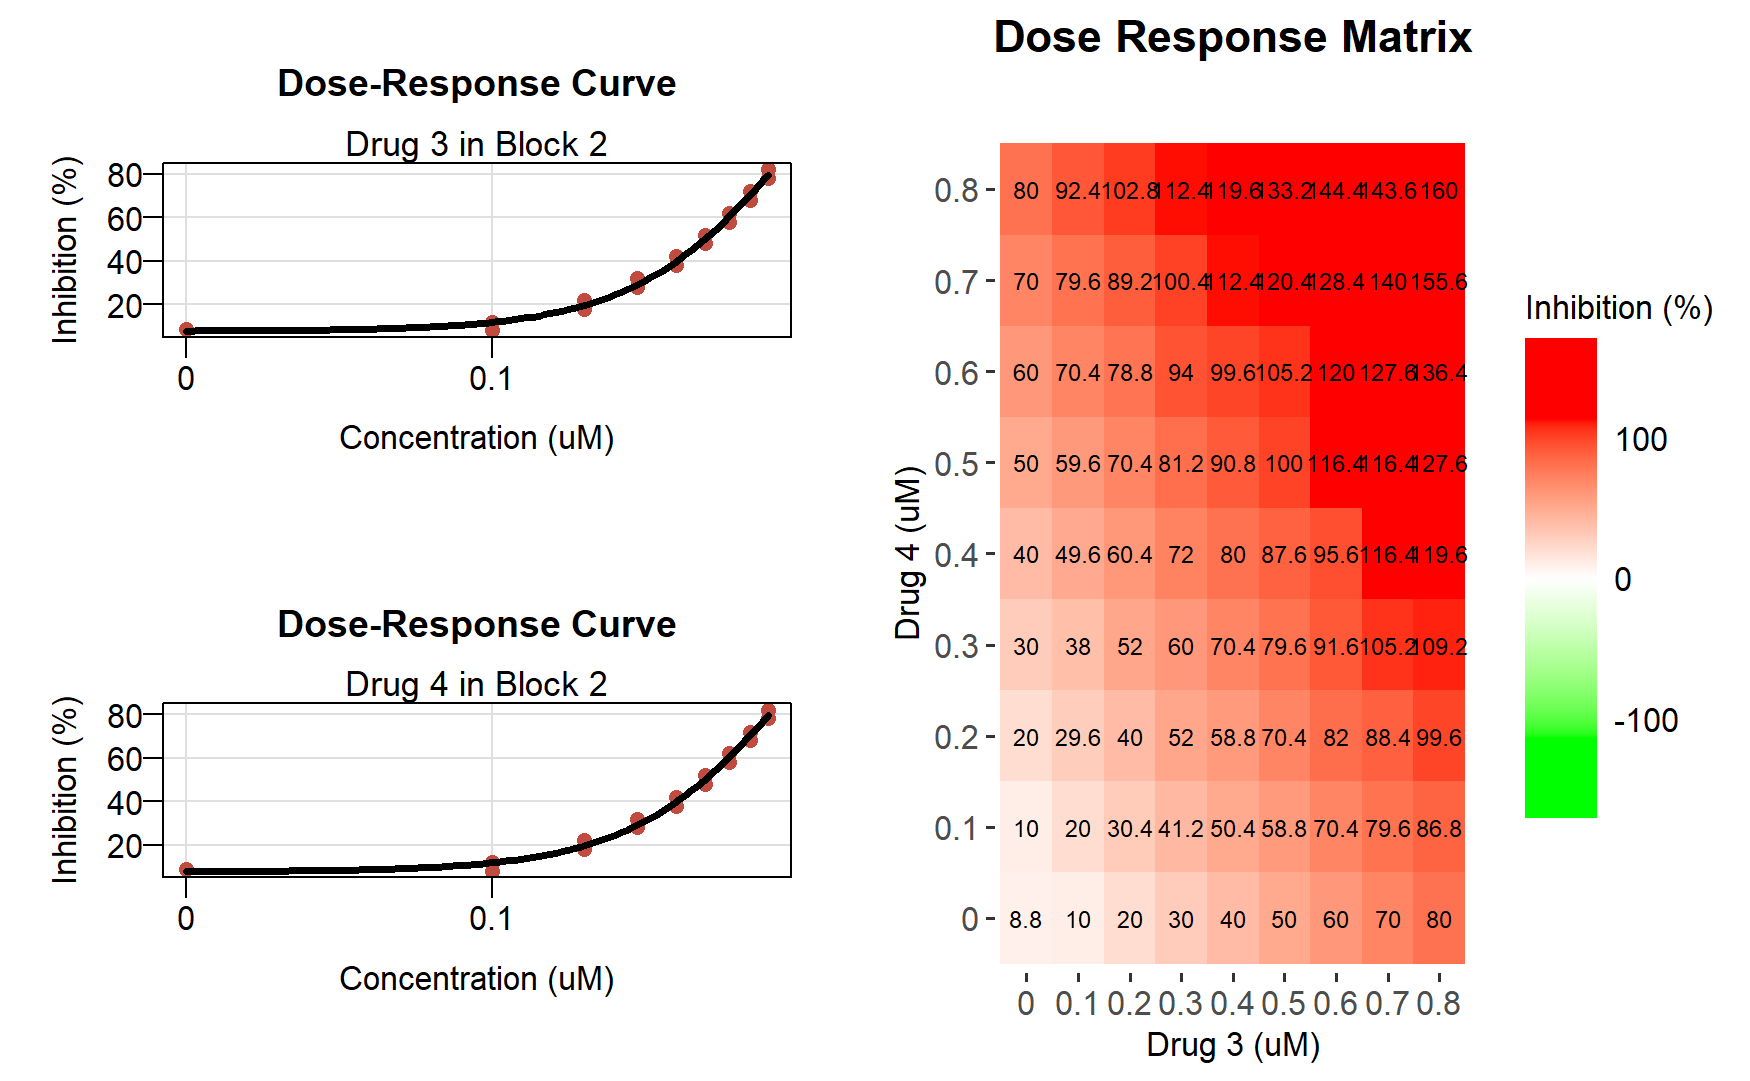 Dose-Response Curve
Drug 3 in Block 2
Inhibition (%)
80
60
40
20
0 0.1
Concentration (uM)
Dose-Response Curve
Drug 4 in Block 2
Inhibition (%)
80
60
40
20
0 0.1
Concentration (uM)
Dose Response Matrix
Drug 4 (uM)
0.8 80 92.4 102.8 112.4 119.6 133.2 144.4 143.6 160
0.7 70 79.6 89.2 100.4 112.4 120.4 128.4 140 155.6
0.6 60 70.4 78.8 94 99.6 105.2 120 127.6 136.4
0.5 50 59.6 70.4 81.2 90.8 100 116.4 116.4 127.6
0.4 40 49.6 60.4 72 80 87.6 95.6 116.4 119.6
0.3 30 38 52 60 70.4 79.6 91.6 105.2 109.2
0.2 20 29.6 40 52 58.8 70.4 82 88.4 99.6
0.1 10 20 30.4 41.2 50.4 58.8 70.4 79.6 86.8
0 8.8 10 20 30 40 50 60 70 80
0 0.1 0.2 0.3 0.4 0.5 0.6 0.7 0.8
Drug 3 (uM)
Inhibition (%)
100
0
-100